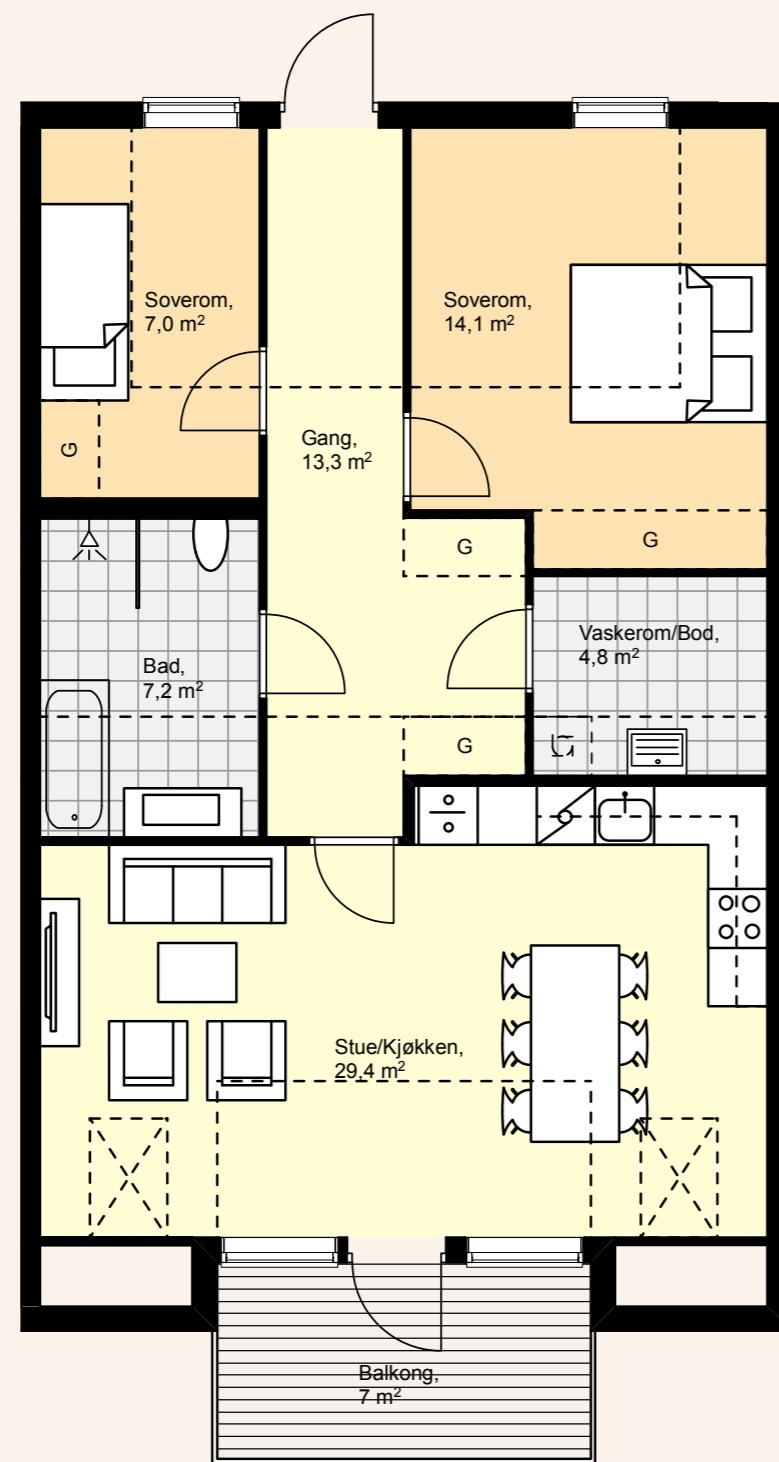 Soverom,
7,0 m²
Soverom,
14,1 m²
Gang,
13,3 m²
G
G
G
Vaskerom/Bod,
4,8 m²
Bad,
7,2 m²
G
Stue/Kjøkken,
29,4 m²
Balkong,
7 m²